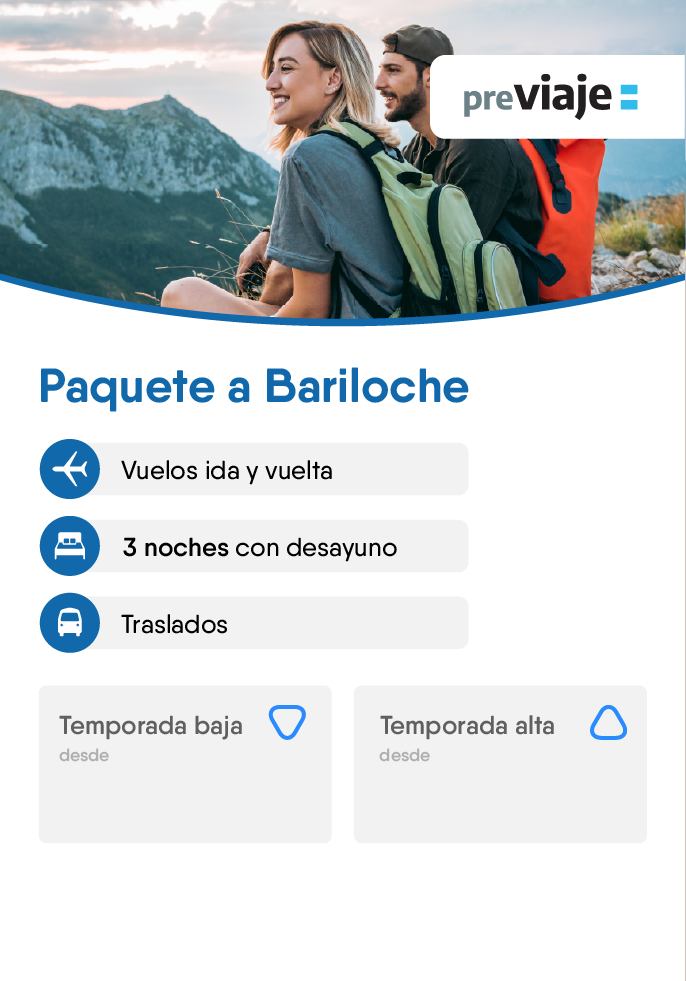 previaje
Paquete a Bariloche
Vuelos ida y vuelta
3 noches con desayuno
Traslados
Temporada baja
desde
Temporada alta
desde